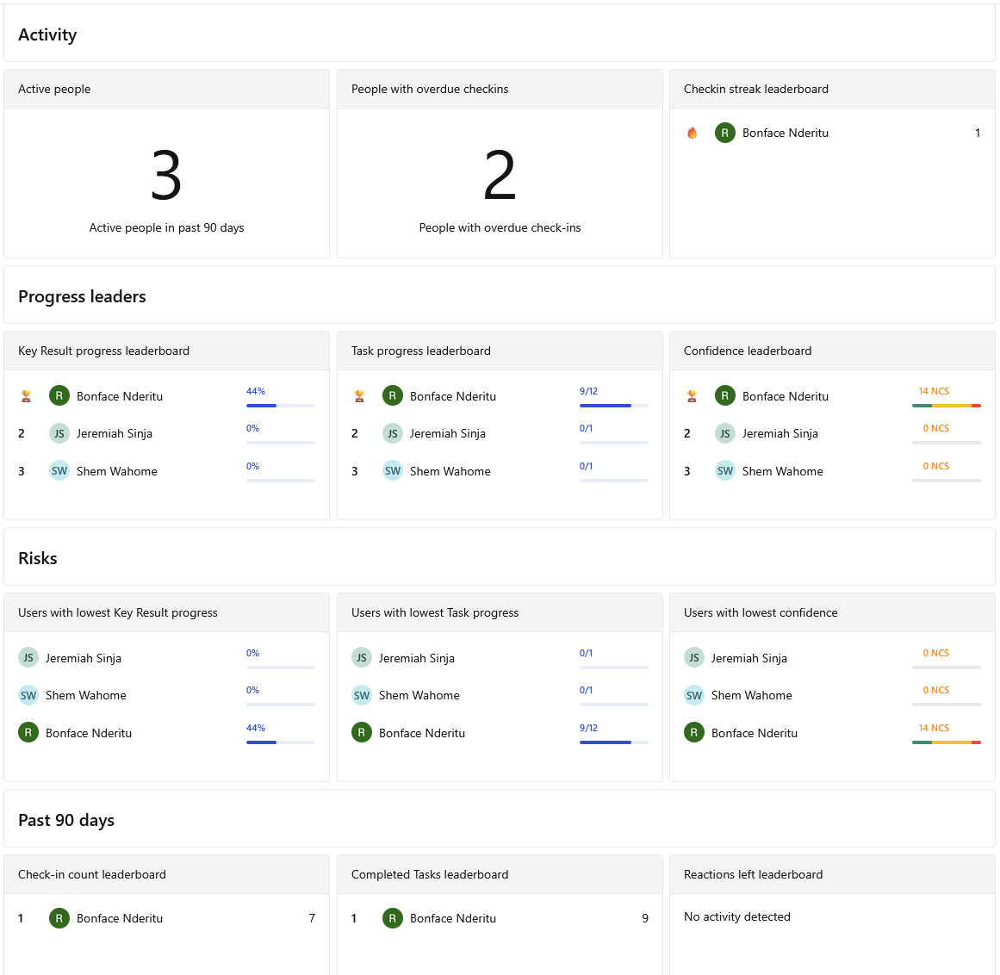 Activity
Active people
3
Active people in past 90 days
People with overdue checkins
2
People with overdue check-ins
Checkin streak leaderboard
R Bonface Nderitu 1
Progress leaders
Key Result progress leaderboard
R Bonface Nderitu 44%
2 JS Jeremiah Sinja 0%
3 SW Shem Wahome 0%
Task progress leaderboard
R Bonface Nderitu 9/12
2 JS Jeremiah Sinja 0/1
3 SW Shem Wahome 0/1
Confidence leaderboard
R Bonface Nderitu 14 NCS
2 JS Jeremiah Sinja 0 NCS
3 SW Shem Wahome 0 NCS
Risks
Users with lowest Key Result progress
JS Jeremiah Sinja 0%
SW Shem Wahome 0%
R Bonface Nderitu 44%
Users with lowest Task progress
JS Jeremiah Sinja 0/1
SW Shem Wahome 0/1
R Bonface Nderitu 9/12
Users with lowest confidence
JS Jeremiah Sinja 0 NCS
SW Shem Wahome 0 NCS
R Bonface Nderitu 14 NCS
Past 90 days
Check-in count leaderboard
1 R Bonface Nderitu 7
Completed Tasks leaderboard
1 R Bonface Nderitu 9
Reactions left leaderboard
No activity detected